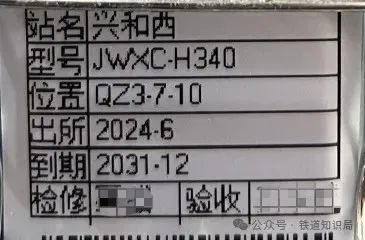 站名 兴和西
型号 JWXC-H340
位置 QZ3-7-10
出所 2024-6
到期 2031-12
检修 验收
公众号·铁道知识局